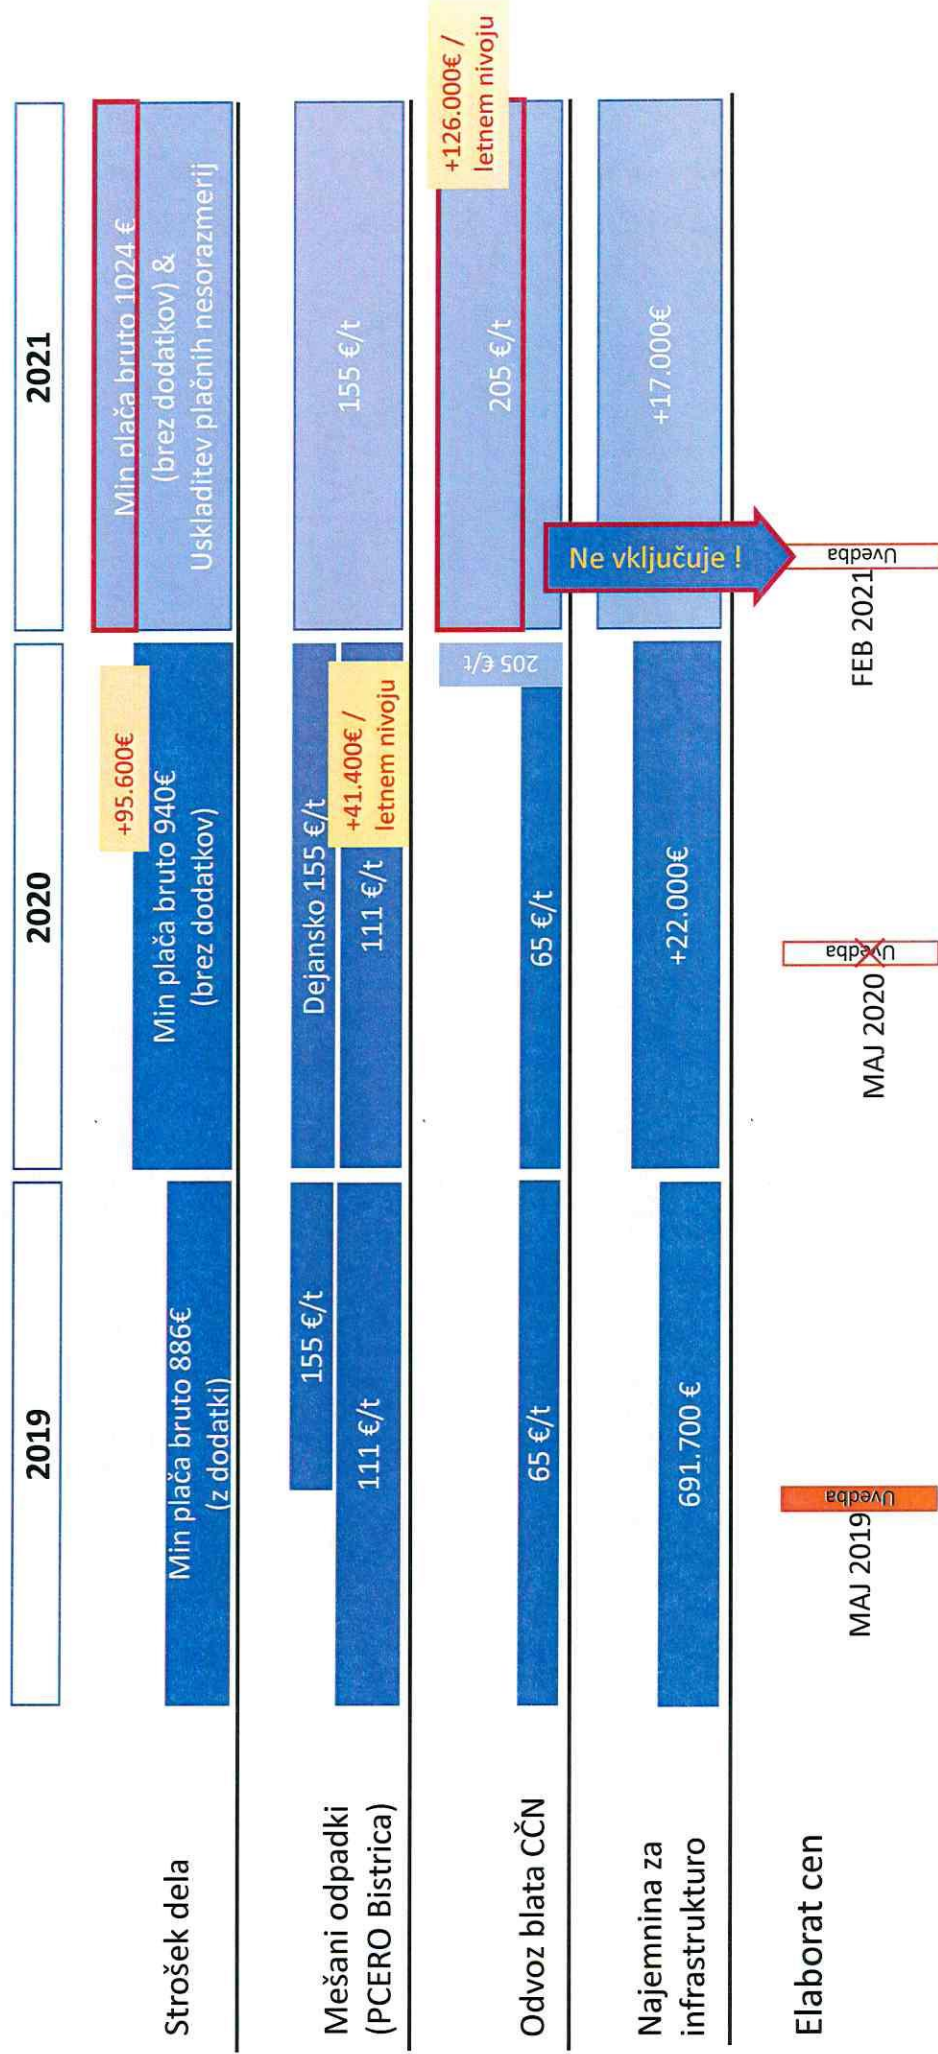 2019
2020
2021
Strošek dela
Min plača bruto 886€
(z dodatki)
+95.600€
Min plača bruto 940€
(brez dodatkov)
Min plača bruto 1024 €
(brez dodatkov) &
Uskladitev plačnih nesorazmerij
Mešani odpadki
(PCERO Bistrica)
155 €/t
111 €/t
Dejansko 155 €/t
111 €/t
+41.400€ /
letnem nivoju
155 €/t
Odvoz blata CČN
65 €/t
65 €/t
205 €/t
205 €/t
+126.000€ /
letnem nivoju
Najemnina za
infrastrukturo
691.700 €
+22.000€
+17.000€
Ne vključuje !
Elaborat cen
MAJ 2019
Uvedba
MAJ 2020
Uvedba
FEB 2021
Uvedba